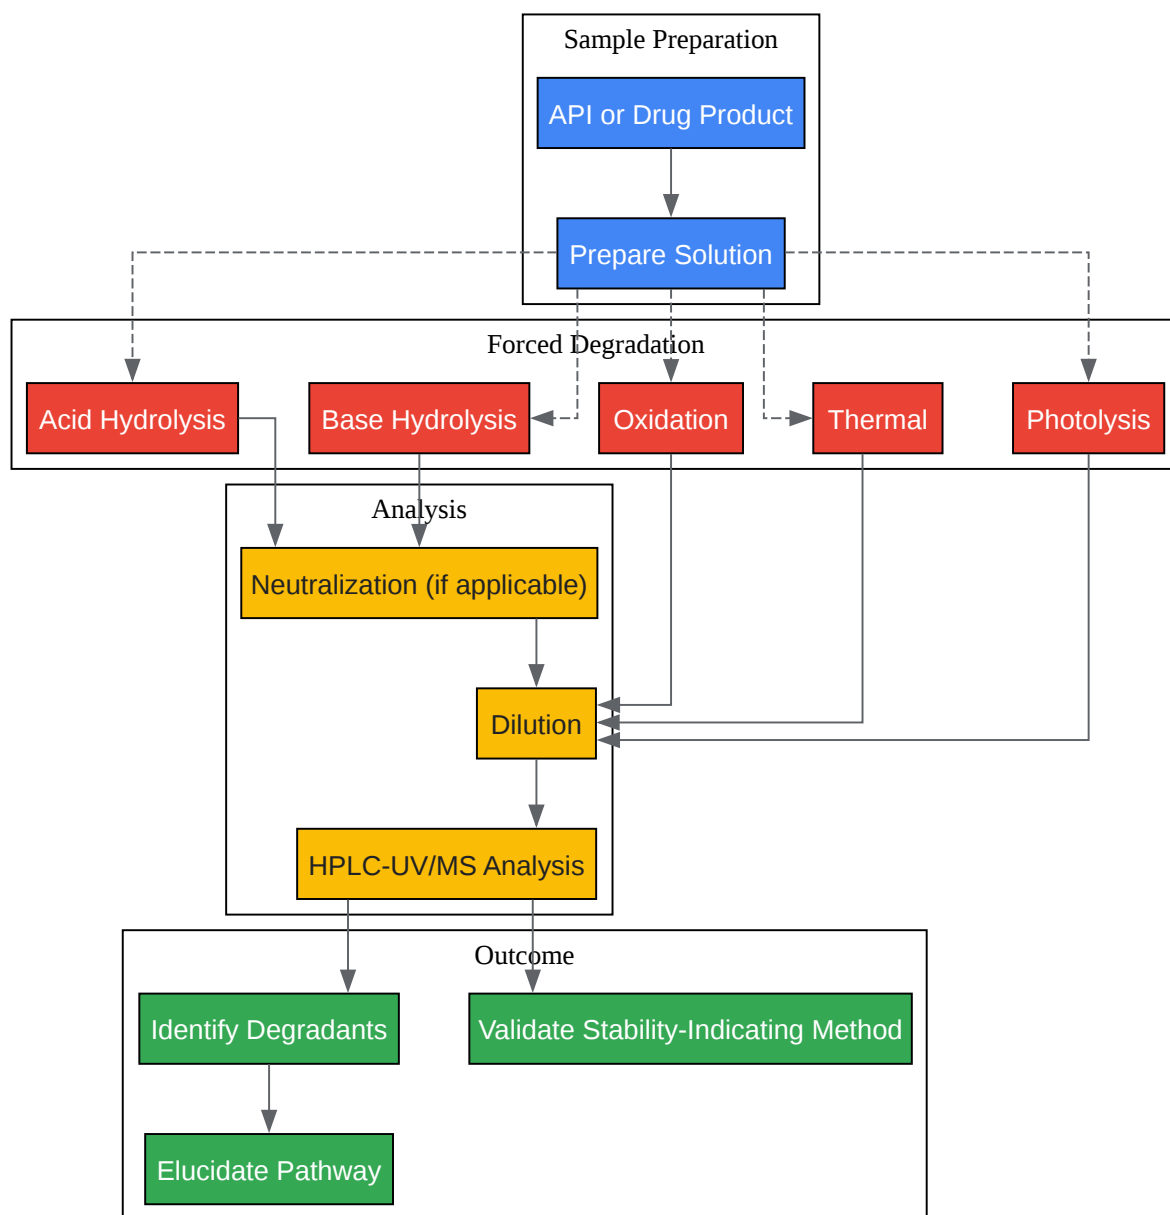 Sample Preparation
API or Drug Product
Prepare Solution
Forced Degradation
Acid Hydrolysis
Base Hydrolysis
Oxidation
Thermal
Photolysis
Analysis
Neutralization (if applicable)
Dilution
HPLC-UV/MS Analysis
Outcome
Identify Degradants
Validate Stability-Indicating Method
Elucidate Pathway